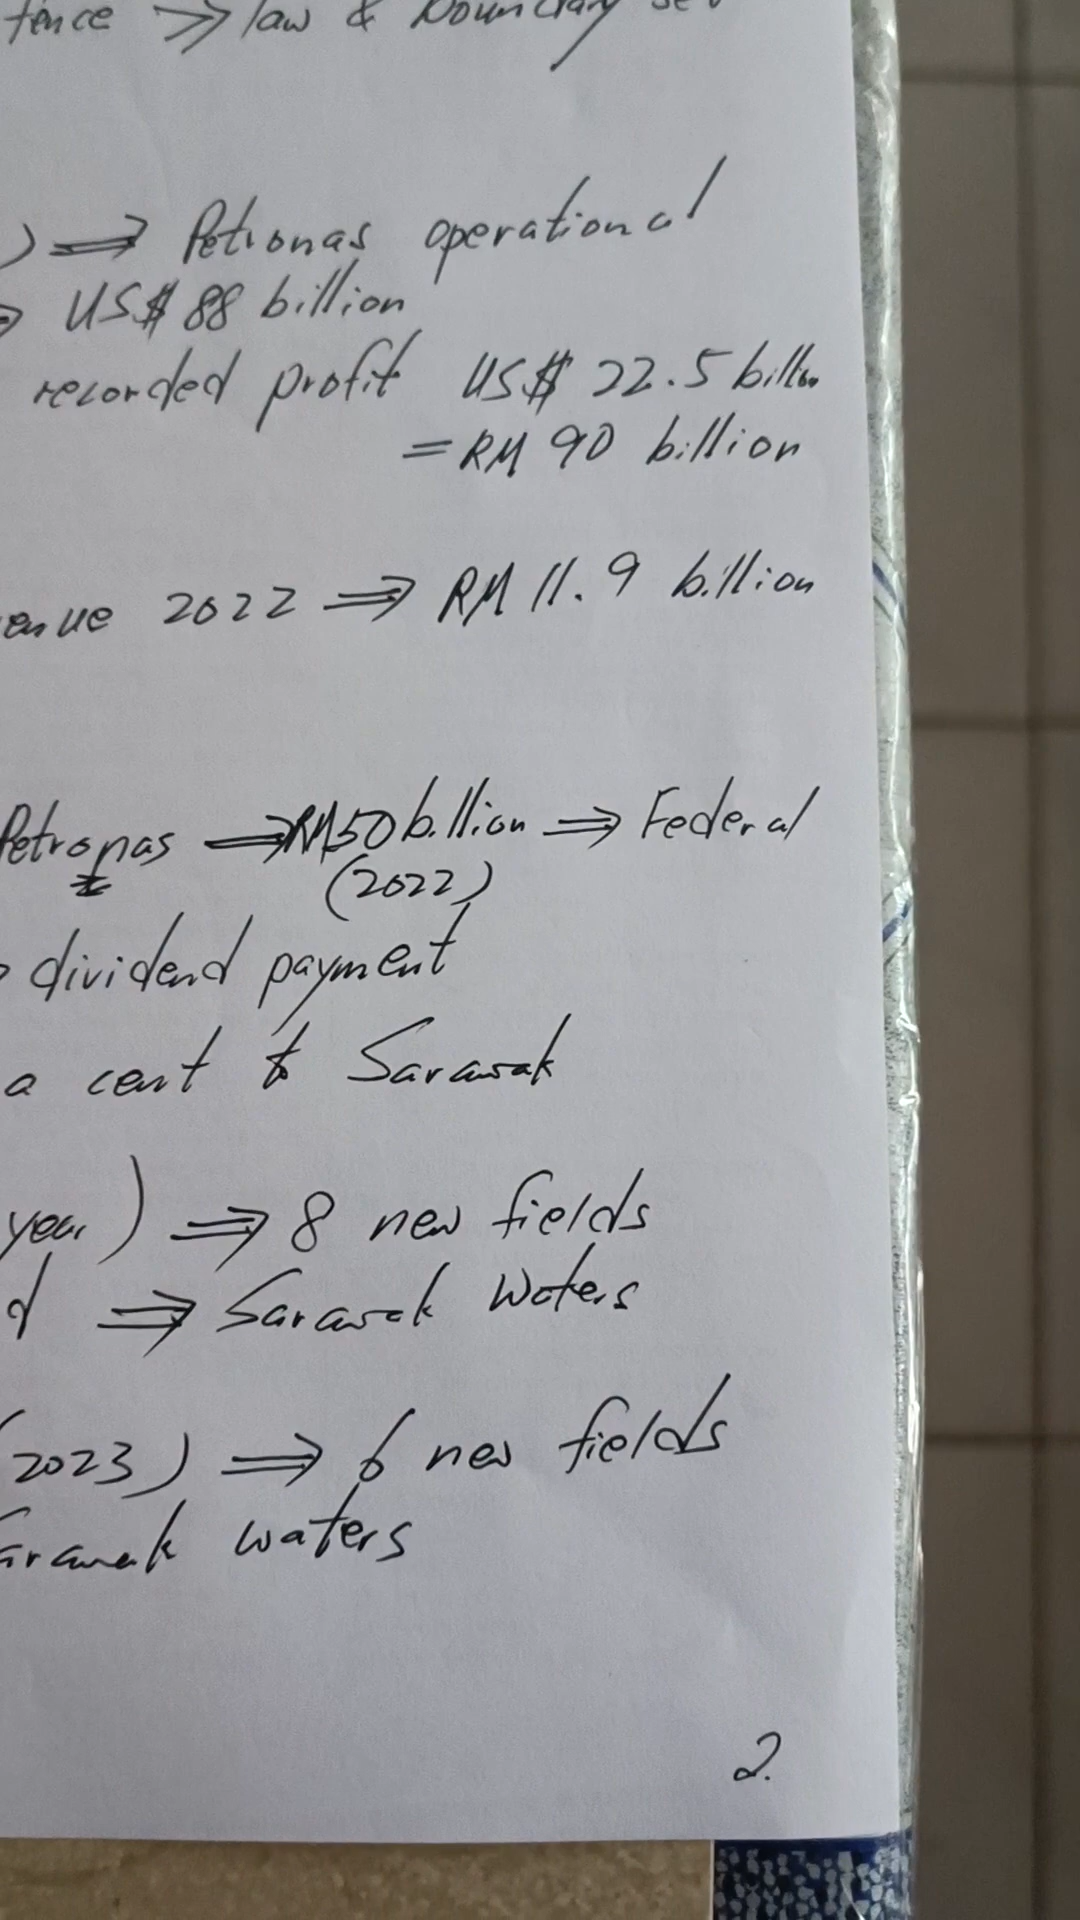 law &
) ⇒ Petronas operational
⇒ US$ 88 billion
recorded profit US$ 22.5 billion
= RM 90 billion
enue 2022 ⇒ RM 11.9 billion
Petronas ⇒ RM50 billion ⇒ Federal
(2022)
dividend payment
a cent to Sarawak
year) ⇒ 8 new fields
d ⇒ Sarawak Waters
(2023) ⇒ 6 new fields
Sarawak waters
2.